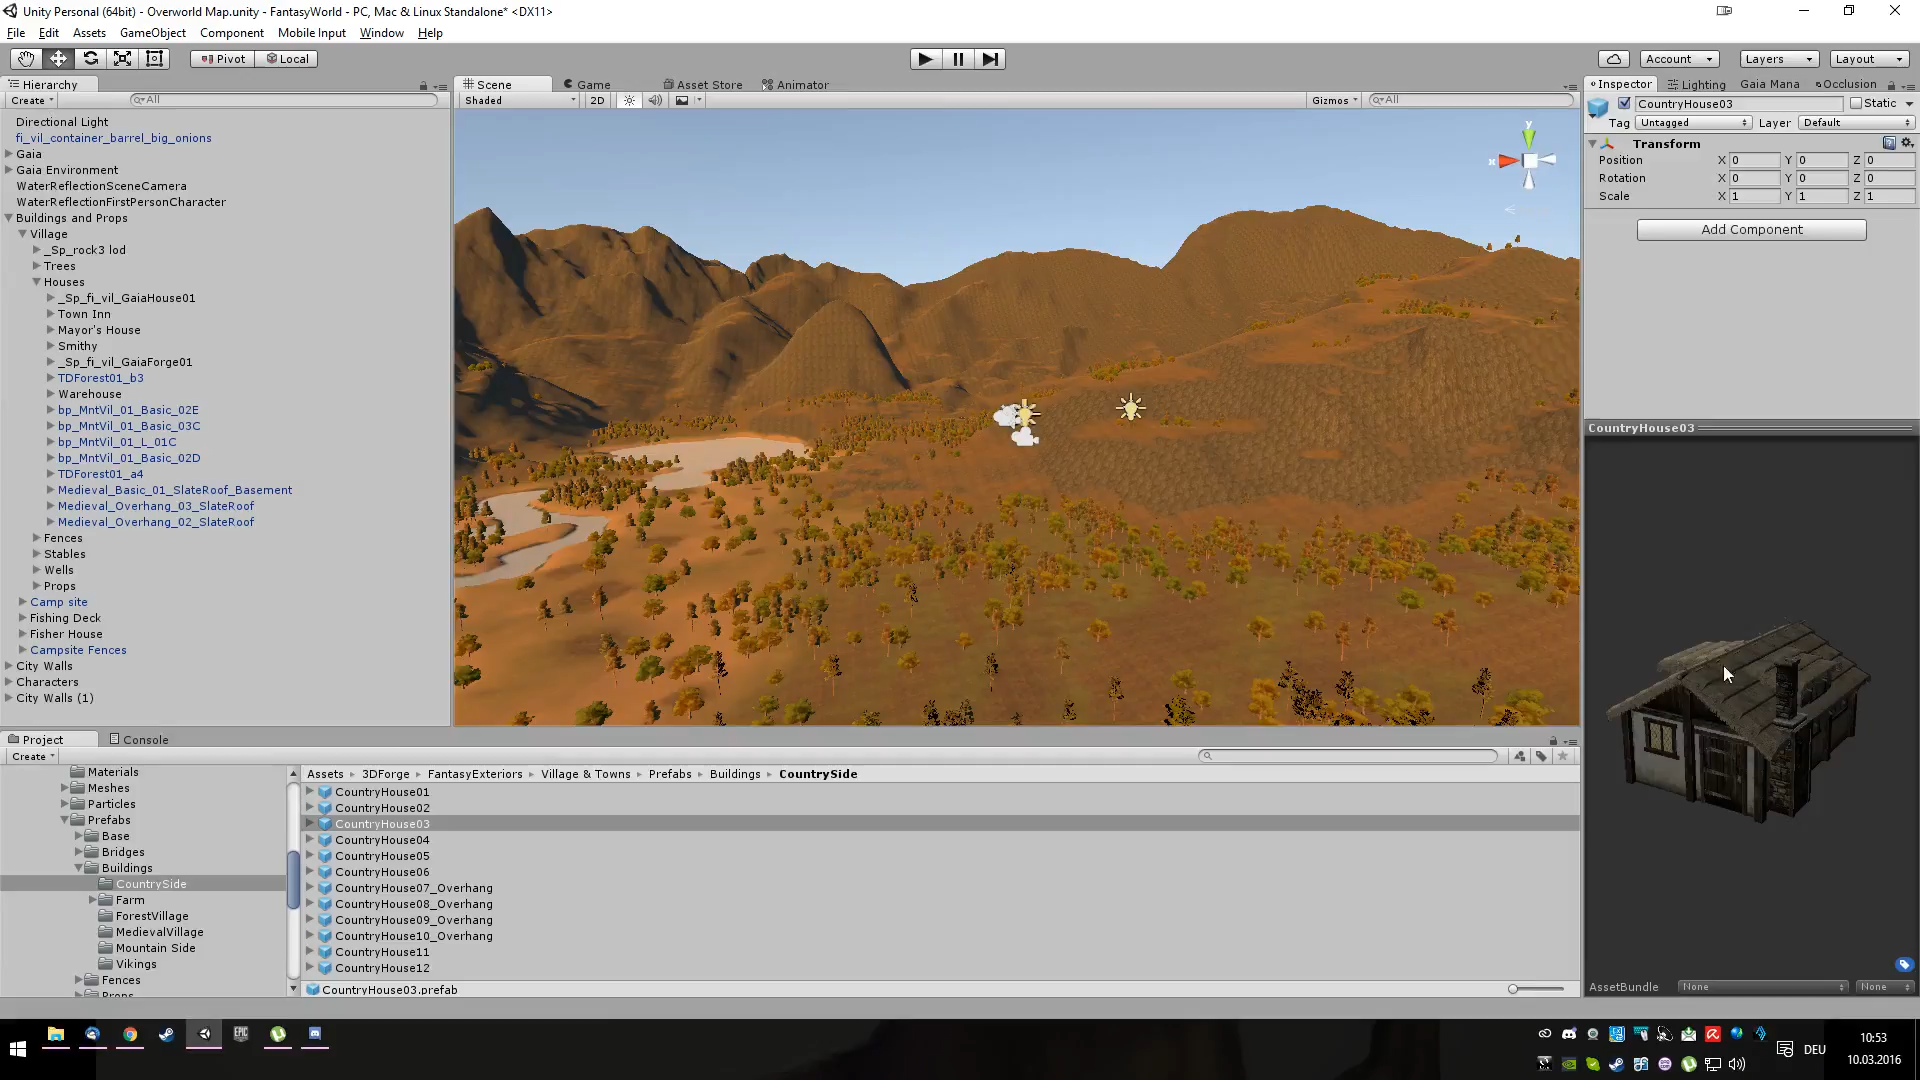 Unity Personal (64bit) - Overworld Map.unity - FantasyWorld - PC, Mac & Linux Standalone* <DX11>
File Edit Assets GameObject Component Mobile Input Window Help
Pivot Local Account Layers Layout
Hierarchy Scene Game Asset Store Animator Inspector Lighting Gaia Mana Occlusion
Create All Shaded 2D Gizmos All CountryHouse03 Static
Tag Untagged Layer Default
Directional Light
fi_vil_container_barrel_big_onions
Gaia
Gaia Environment
WaterReflectionSceneCamera
WaterReflectionFirstPersonCharacter
Buildings and Props
Village
_Sp_rock3 lod
Trees
Houses
_Sp_fi_vil_GaiaHouse01
Town Inn
Mayor's House
Smithy
_Sp_fi_vil_GaiaForge01
TDForest01_b3
Warehouse
bp_MntVil_01_Basic_02E
bp_MntVil_01_Basic_03C
bp_MntVil_01_L_01C
bp_MntVil_01_Basic_02D
TDForest01_a4
Medieval_Basic_01_SlateRoof_Basement
Medieval_Overhang_03_SlateRoof
Medieval_Overhang_02_SlateRoof
Fences
Stables
Wells
Props
Camp site
Fishing Deck
Fisher House
Campsite Fences
City Walls
Characters
City Walls (1)
y
x
Transform
Position X 0 Y 0 Z 0
Rotation X 0 Y 0 Z 0
Scale X 1 Y 1 Z 1
Add Component
CountryHouse03
AssetBundle None None
Project Console
Create
Materials
Meshes
Particles
Prefabs
Base
Bridges
Buildings
CountrySide
Farm
ForestVillage
MedievalVillage
Mountain Side
Vikings
Fences
Props
Assets 3DForge FantasyExteriors Village & Towns Prefabs Buildings CountrySide
CountryHouse01
CountryHouse02
CountryHouse03
CountryHouse04
CountryHouse05
CountryHouse06
CountryHouse07_Overhang
CountryHouse08_Overhang
CountryHouse09_Overhang
CountryHouse10_Overhang
CountryHouse11
CountryHouse12
CountryHouse03.prefab
EPIC
DEU
10:53
10.03.2016